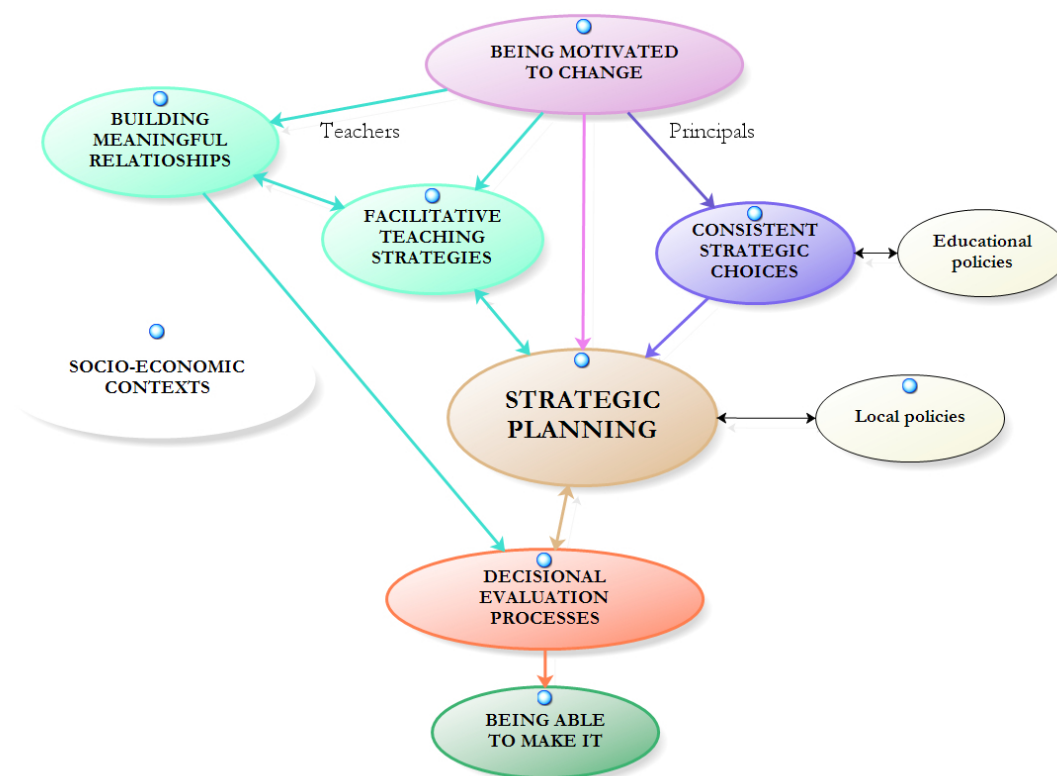 BEING MOTIVATED
TO CHANGE
BUILDING
MEANINGFUL
RELATIOSHIPS
Teachers
Principals
FACILITATIVE
TEACHING
STRATEGIES
CONSISTENT
STRATEGIC
CHOICES
Educational
policies
SOCIO-ECONOMIC
CONTEXTS
STRATEGIC
PLANNING
Local policies
DECISIONAL
EVALUATION
PROCESSES
BEING ABLE
TO MAKE IT